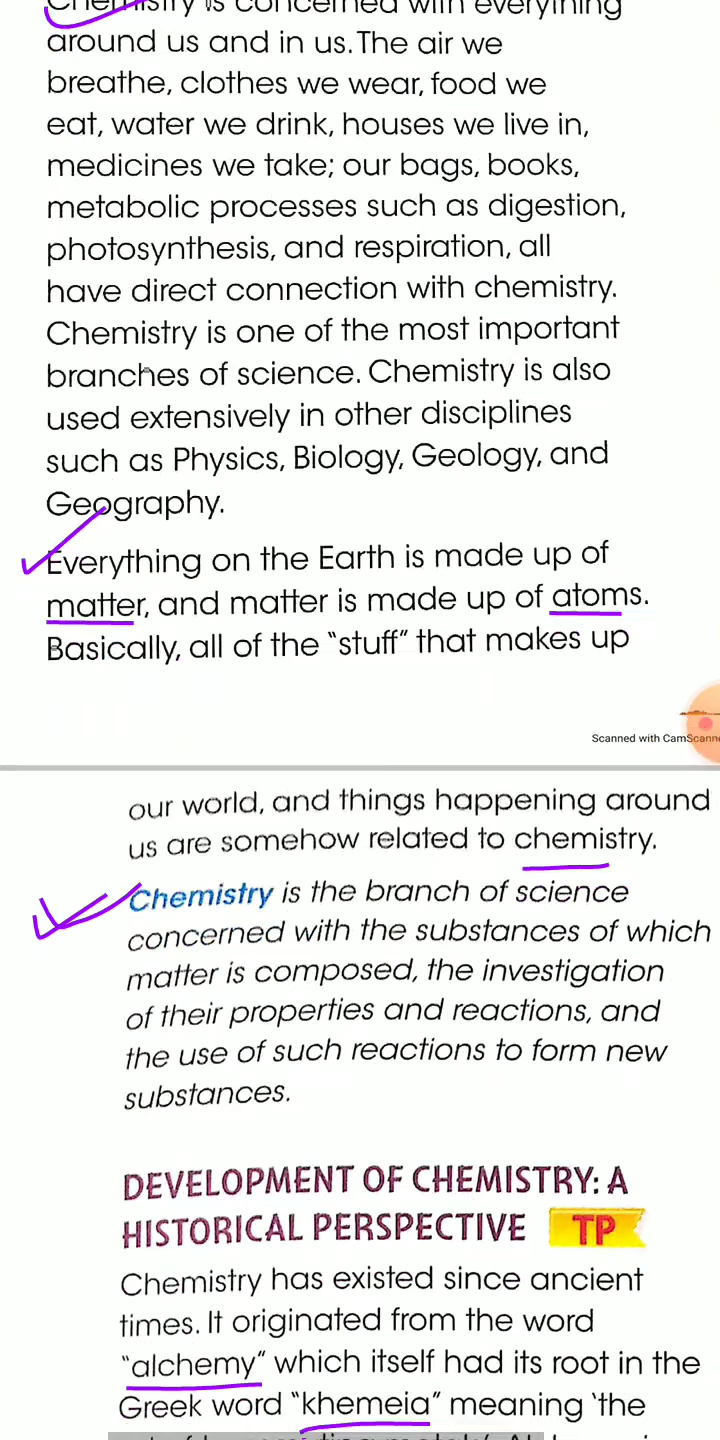 Chemistry is concerned with everything
around us and in us. The air we
breathe, clothes we wear, food we
eat, water we drink, houses we live in,
medicines we take; our bags, books,
metabolic processes such as digestion,
photosynthesis, and respiration, all
have direct connection with chemistry.
Chemistry is one of the most important
branches of science. Chemistry is also
used extensively in other disciplines
such as Physics, Biology, Geology, and
Geography.
Everything on the Earth is made up of
matter, and matter is made up of atoms.
Basically, all of the "stuff" that makes up
Scanned with CamScanne
our world, and things happening around
us are somehow related to chemistry.
Chemistry is the branch of science
concerned with the substances of which
matter is composed, the investigation
of their properties and reactions, and
the use of such reactions to form new
substances.
DEVELOPMENT OF CHEMISTRY: A
HISTORICAL PERSPECTIVE TP
Chemistry has existed since ancient
times. It originated from the word
"alchemy" which itself had its root in the
Greek word "khemeia" meaning 'the